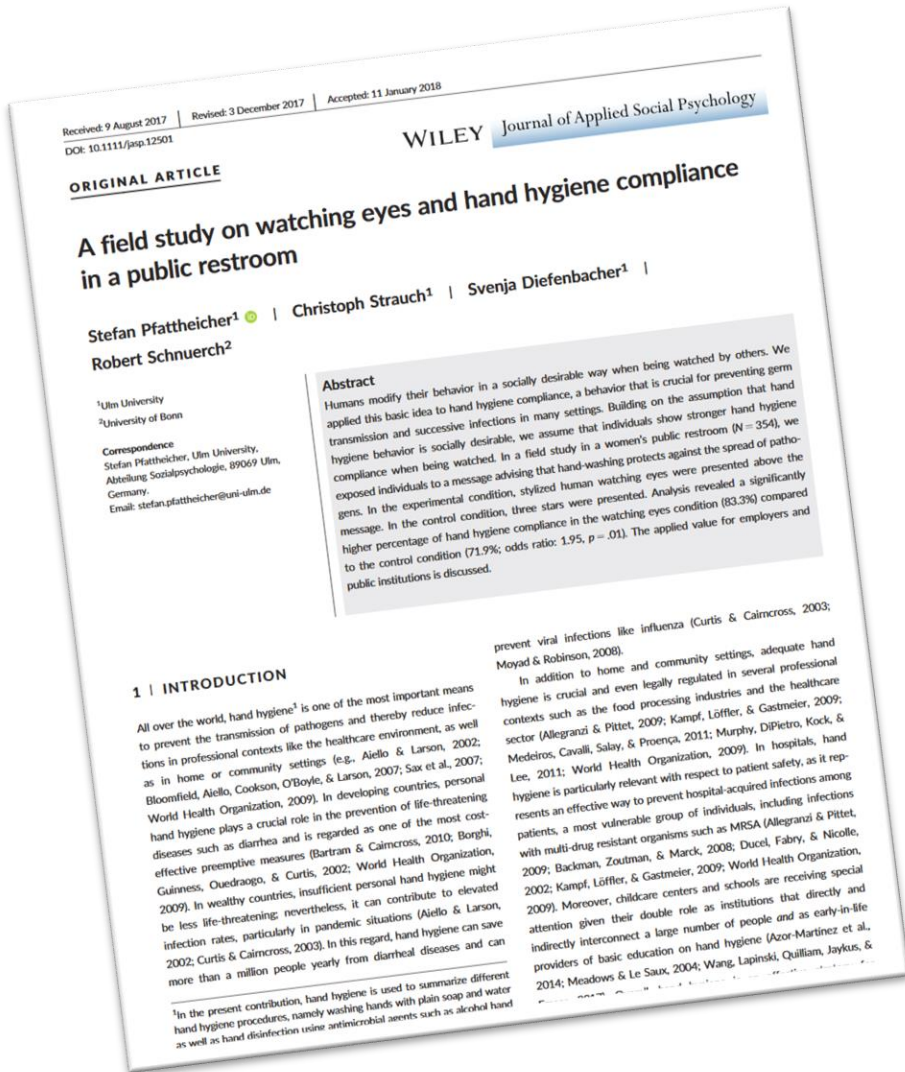 Received: 9 August 2017 | Revised: 3 December 2017 | Accepted: 11 January 2018
DOI: 10.1111/jasp.12501
WILEY Journal of Applied Social Psychology
ORIGINAL ARTICLE
A field study on watching eyes and hand hygiene compliance
in a public restroom
Stefan Pfattheicher¹ | Christoph Strauch¹ | Svenja Diefenbacher¹ |
Robert Schnuerch²
¹Ulm University
²University of Bonn
Correspondence
Stefan Pfattheicher, Ulm University,
Abteilung Sozialpsychologie, 89069 Ulm,
Germany.
Email: stefan.pfattheicher@uni-ulm.de
Abstract
Humans modify their behavior in a socially desirable way when being watched by others. We
applied this basic idea to hand hygiene compliance, a behavior that is crucial for preventing germ
transmission and successive infections in many settings. Building on the assumption that hand
hygiene behavior is socially desirable, we assume that individuals show stronger hand hygiene
compliance when being watched. In a field study in a women's public restroom (N = 354), we
exposed individuals to a message advising that hand-washing protects against the spread of patho-
gens. In the experimental condition, stylized human watching eyes were presented above the
message. In the control condition, three stars were presented. Analysis revealed a significantly
higher percentage of hand hygiene compliance in the watching eyes condition (83.3%) compared
to the control condition (71.9%; odds ratio: 1.95, p = .01). The applied value for employers and
public institutions is discussed.
1 | INTRODUCTION
All over the world, hand hygiene¹ is one of the most important means
to prevent the transmission of pathogens and thereby reduce infec-
tions in professional contexts like the healthcare environment, as well
as in home or community settings (e.g., Aiello & Larson, 2002;
Bloomfield, Aiello, Cookson, O'Boyle, & Larson, 2007; Sax et al., 2007;
World Health Organization, 2009). In developing countries, personal
hand hygiene plays a crucial role in the prevention of life-threatening
diseases such as diarrhea and is regarded as one of the most cost-
effective preemptive measures (Bartram & Cairncross, 2010; Borghi,
Guinness, Ouedraogo, & Curtis, 2002; World Health Organization,
2009). In wealthy countries, insufficient personal hand hygiene might
be less life-threatening; nevertheless, it can contribute to elevated
infection rates, particularly in pandemic situations (Aiello & Larson,
2002; Curtis & Cairncross, 2003). In this regard, hand hygiene can save
more than a million people yearly from diarrheal diseases and can
¹In the present contribution, hand hygiene is used to summarize different
hand hygiene procedures, namely washing hands with plain soap and water
as well as hand disinfection using antimicrobial agents such as alcohol hand
prevent viral infections like influenza (Curtis & Cairncross, 2003;
Moyad & Robinson, 2008).
In addition to home and community settings, adequate hand
hygiene is crucial and even legally regulated in several professional
contexts such as the food processing industries and the healthcare
sector (Allegranzi & Pittet, 2009; Kampf, Löffler, & Gastmeier, 2009;
Medeiros, Cavalli, Salay, & Proença, 2011; Murphy, DiPietro, Kock, &
Lee, 2011; World Health Organization, 2009). In hospitals, hand
hygiene is particularly relevant with respect to patient safety, as it rep-
resents an effective way to prevent hospital-acquired infections among
patients, a most vulnerable group of individuals, including infections
with multi-drug resistant organisms such as MRSA (Allegranzi & Pittet,
2009; Backman, Zoutman, & Marck, 2008; Ducel, Fabry, & Nicolle,
2002; Kampf, Löffler, & Gastmeier, 2009; World Health Organization,
2009). Moreover, childcare centers and schools are receiving special
attention given their double role as institutions that directly and
indirectly interconnect a large number of people and as early-in-life
providers of basic education on hand hygiene (Azor-Martínez et al.,
2014; Meadows & Le Saux, 2004; Wang, Lapinski, Quilliam, Jaykus, &